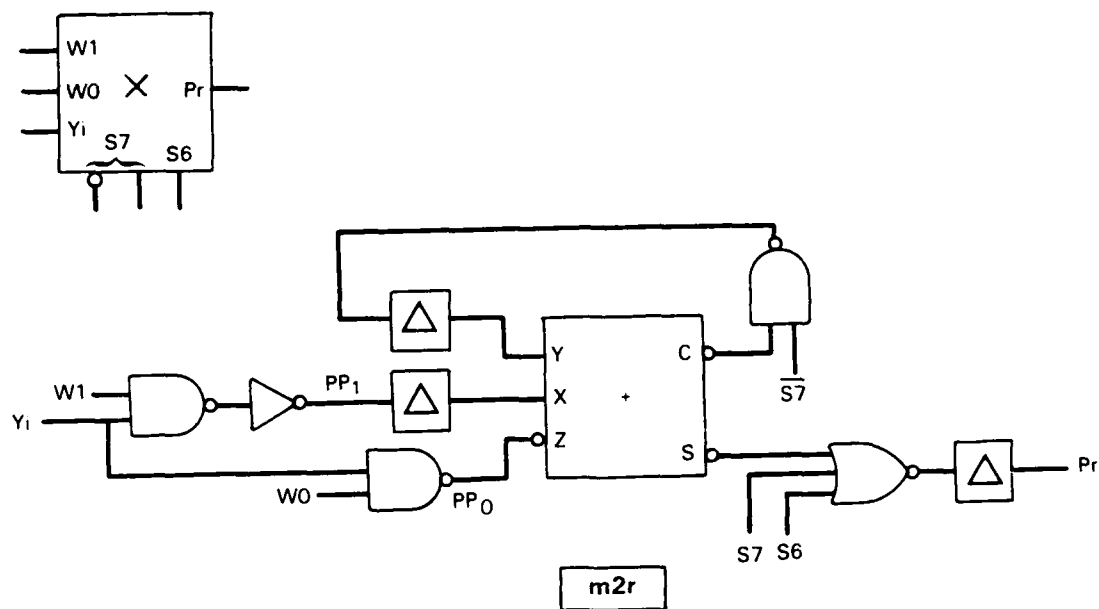 W1
W0 × Pr
Yi
S7 S6
Y C
S7
W1 PP1 X +
Yi
Z
S
W0 PP0
Pr
S7 S6
m2r